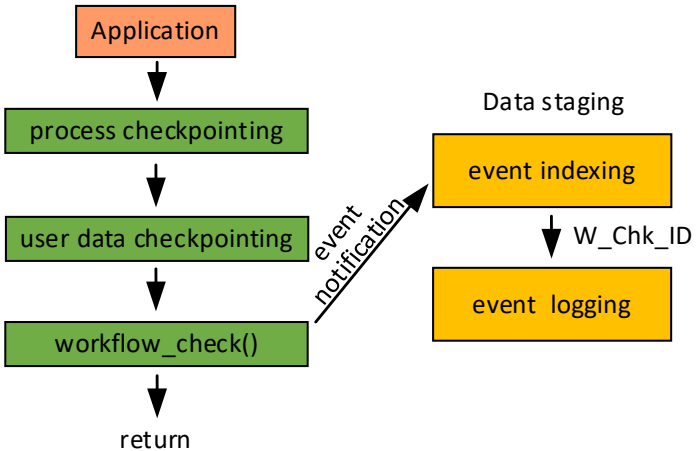 Application
process checkpointing
user data checkpointing
workflow_check()
return
event
notification
Data staging
event indexing
W_Chk_ID
event logging